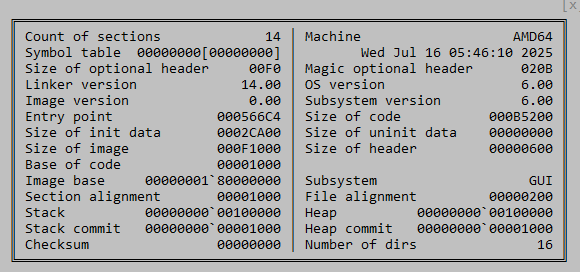 [x
Count of sections 14 Machine AMD64
Symbol table 00000000[00000000] Wed Jul 16 05:46:10 2025
Size of optional header 00F0 Magic optional header 020B
Linker version 14.00 OS version 6.00
Image version 0.00 Subsystem version 6.00
Entry point 000566C4 Size of code 000B5200
Size of init data 0002CA00 Size of uninit data 00000000
Size of image 000F1000 Size of header 00000600
Base of code 00001000
Image base 00000001`80000000 Subsystem GUI
Section alignment 00001000 File alignment 00000200
Stack 00000000`00100000 Heap 00000000`00100000
Stack commit 00000000`00001000 Heap commit 00000000`00001000
Checksum 00000000 Number of dirs 16